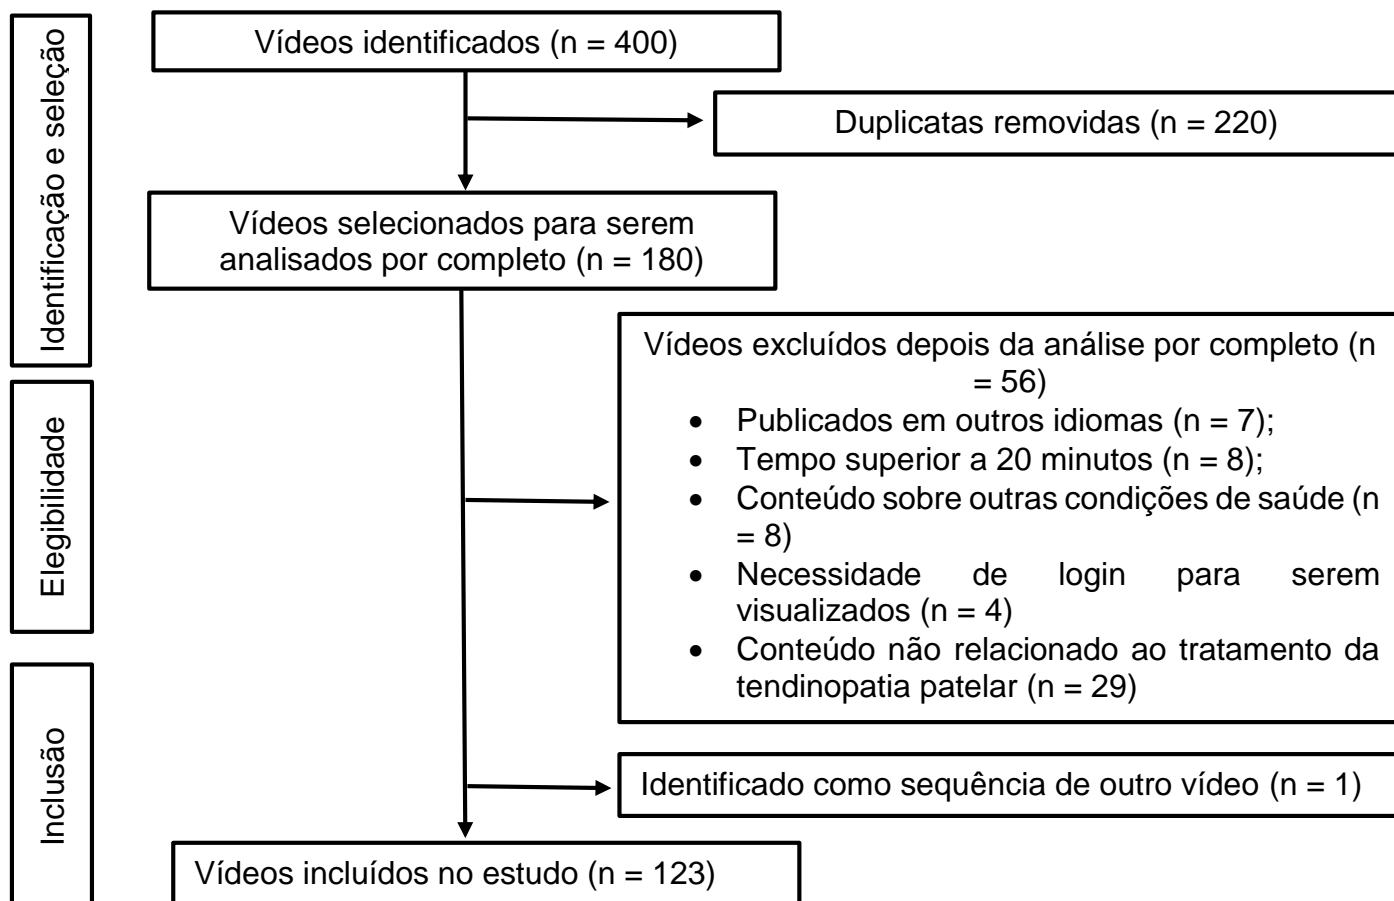 Identificação e seleção
Vídeos identificados (n = 400)
Duplicatas removidas (n = 220)
Vídeos selecionados para serem
analisados por completo (n = 180)
Elegibilidade
Vídeos excluídos depois da análise por completo (n
= 56)
• Publicados em outros idiomas (n = 7);
• Tempo superior a 20 minutos (n = 8);
• Conteúdo sobre outras condições de saúde (n
= 8)
• Necessidade de login para serem
visualizados (n = 4)
• Conteúdo não relacionado ao tratamento da
tendinopatia patelar (n = 29)
Inclusão
Identificado como sequência de outro vídeo (n = 1)
Vídeos incluídos no estudo (n = 123)